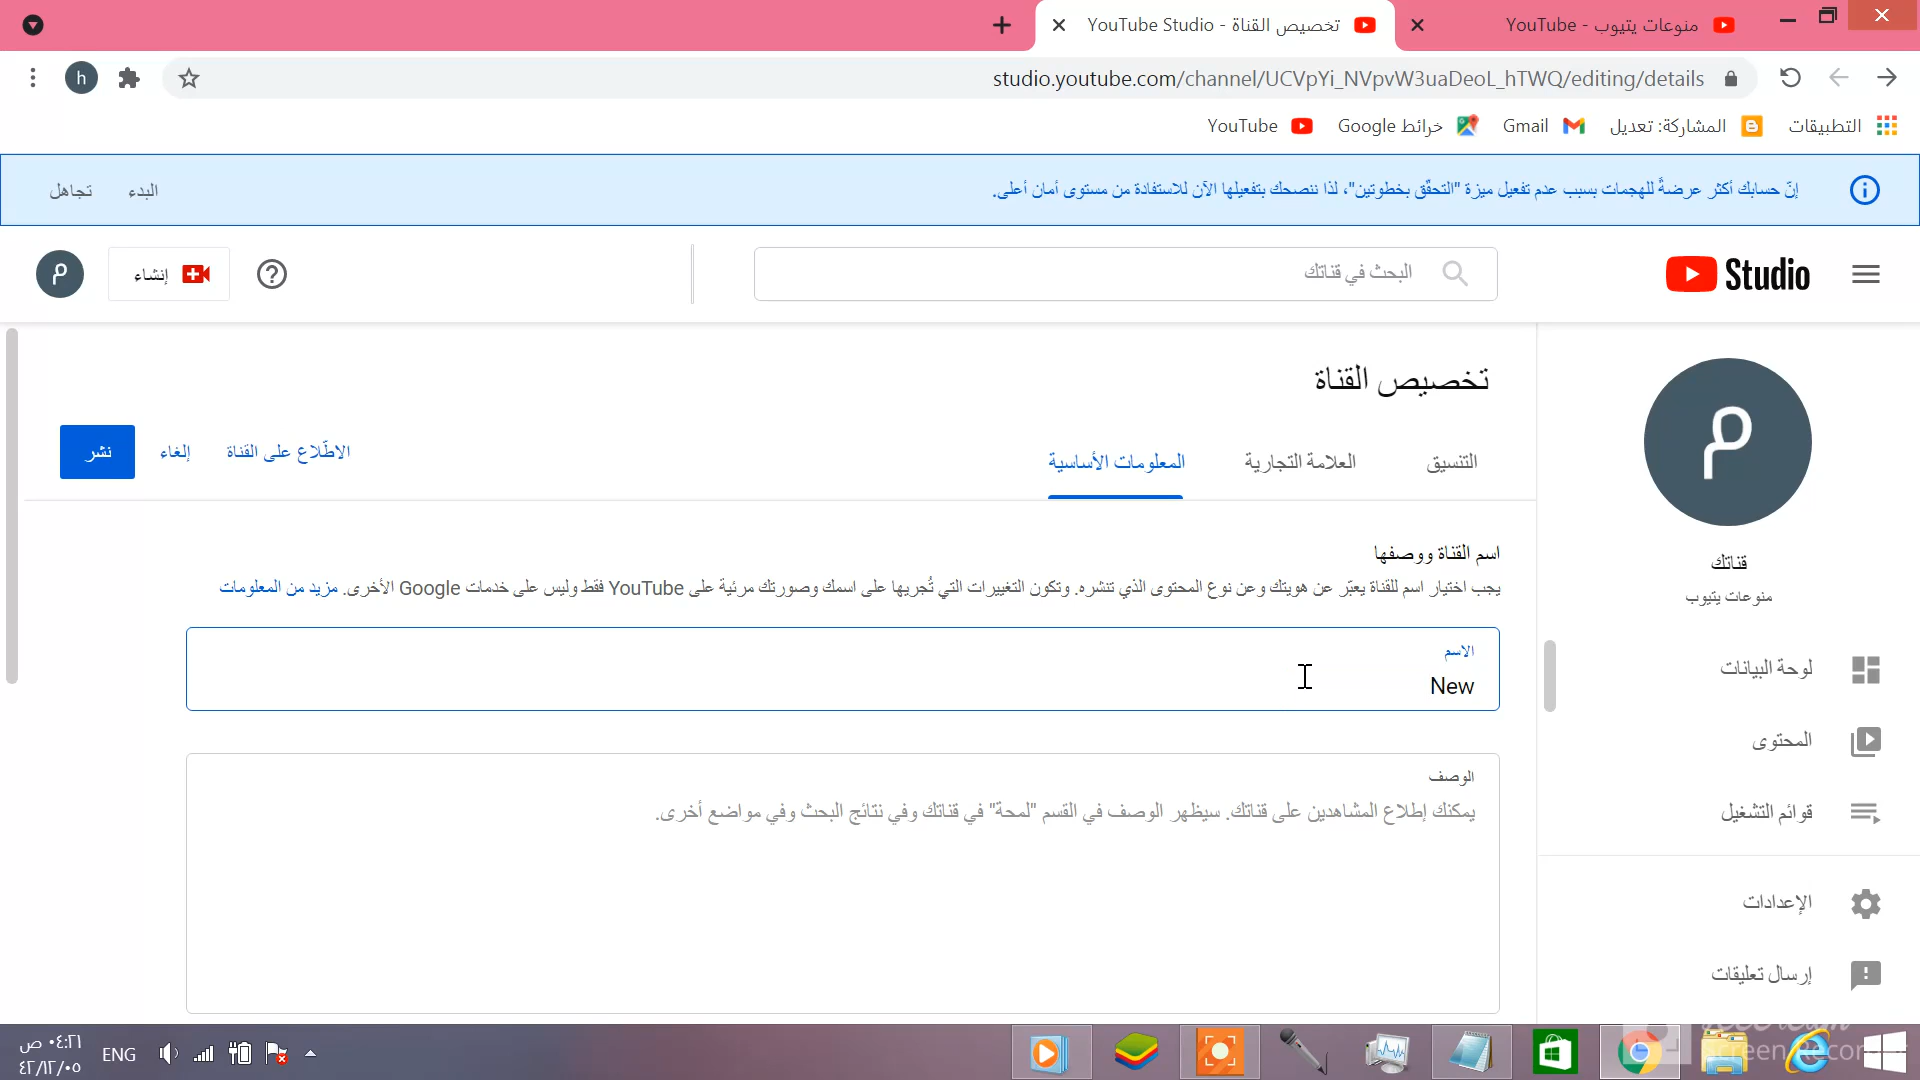 منوعات يتيوب - YouTube
تخصيص القناة - YouTube Studio
studio.youtube.com/channel/UCVpYi_NVpvW3uaDeoL_hTWQ/editing/details
h
التطبيقات
المشاركة: تعديل
Gmail
خرائط Google
YouTube
إنّ حسابك أكثر عرضةً للهجمات بسبب عدم تفعيل ميزة "التحقّق بخطوتين"، لذا ننصحك بتفعيلها الآن للاستفادة من مستوى أمان أعلى.
البدء
تجاهل
Studio
البحث في قناتك
إنشاء
م
تخصيص القناة
التنسيق
العلامة التجارية
المعلومات الأساسية
الاطّلاع على القناة
إلغاء
نشر
م
قناتك
منوعات يتيوب
لوحة البيانات
المحتوى
قوائم التشغيل
الإعدادات
إرسال تعليقات
اسم القناة ووصفها
يجب اختيار اسم للقناة يعبّر عن هويتك وعن نوع المحتوى الذي تنشره. وتكون التغييرات التي تُجريها على اسمك وصورتك مرئية على YouTube فقط وليس على خدمات Google الأخرى. مزيد من المعلومات
الاسم
New
الوصف
يمكنك إطلاع المشاهدين على قناتك. سيظهر الوصف في القسم "لمحة" في قناتك وفي نتائج البحث وفي مواضع أخرى.
ENG
٠٤:٢١ ص
٤٢/١٢/٠٥